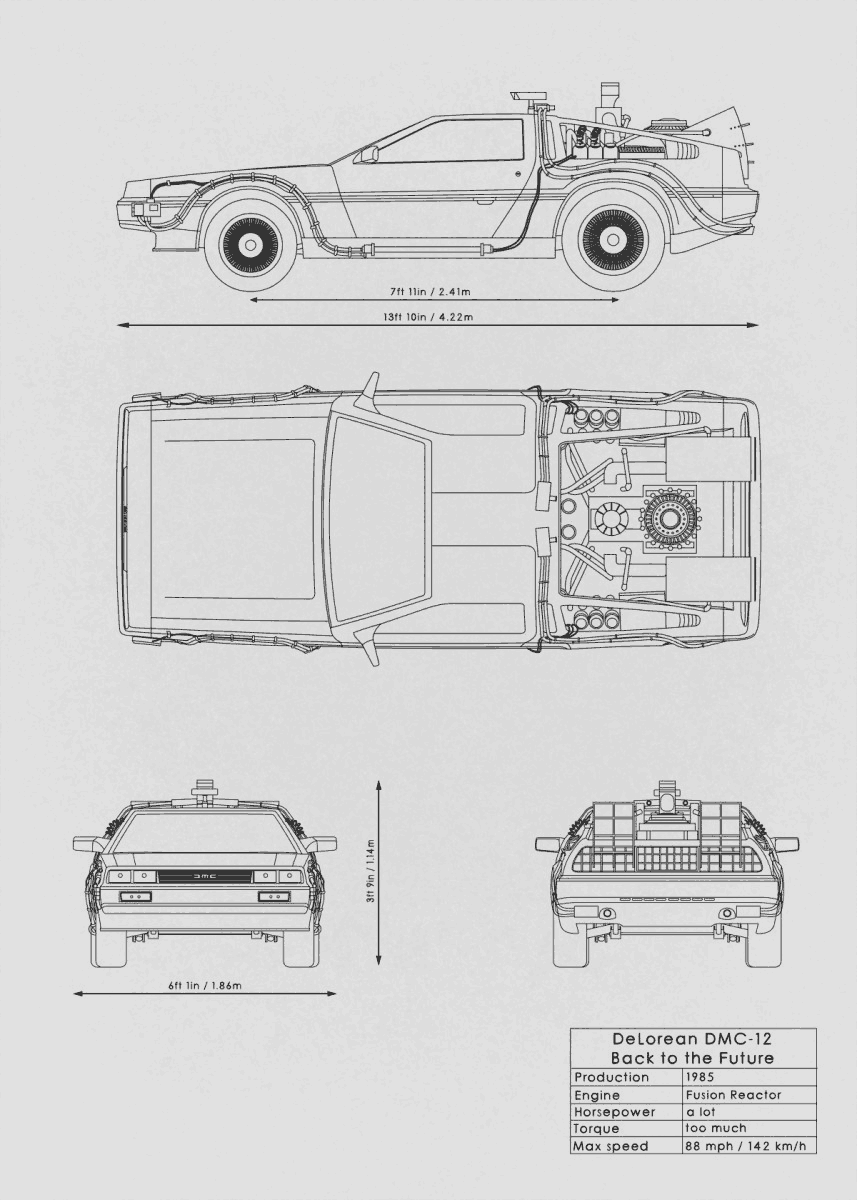 7ft 11in / 2.41m
13ft 10in / 4.22m
DMC
3ft 9in / 1.14m
6ft 1in / 1.86m
DeLorean DMC-12
Back to the Future
Production 1985
Engine Fusion Reactor
Horsepower a lot
Torque too much
Max speed 88 mph / 142 km/h